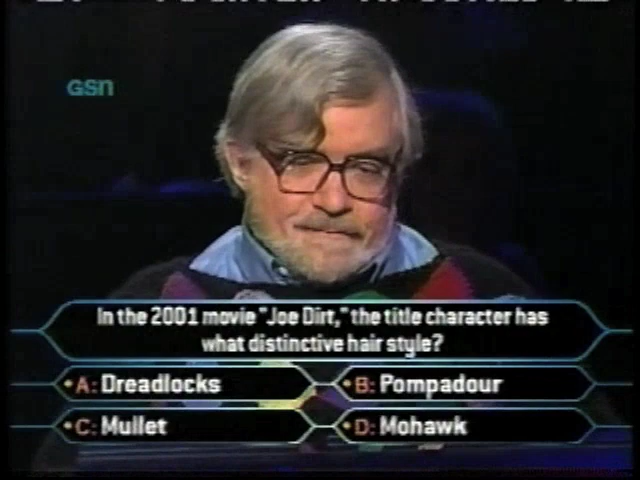 GSN
In the 2001 movie "Joe Dirt," the title character has
what distinctive hair style?
A: Dreadlocks
B: Pompadour
C: Mullet
D: Mohawk